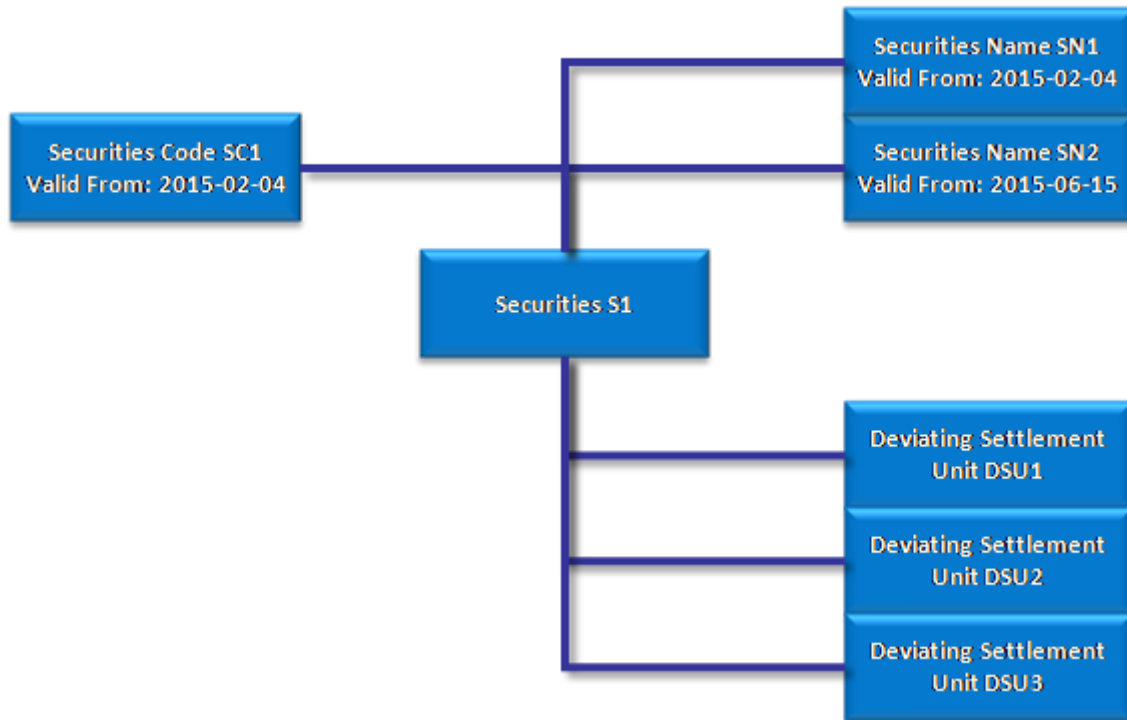 Securities Name SN1
Valid From: 2015-02-04
Securities Code SC1
Valid From: 2015-02-04
Securities Name SN2
Valid From: 2015-06-15
Securities S1
Deviating Settlement
Unit DSU1
Deviating Settlement
Unit DSU2
Deviating Settlement
Unit DSU3